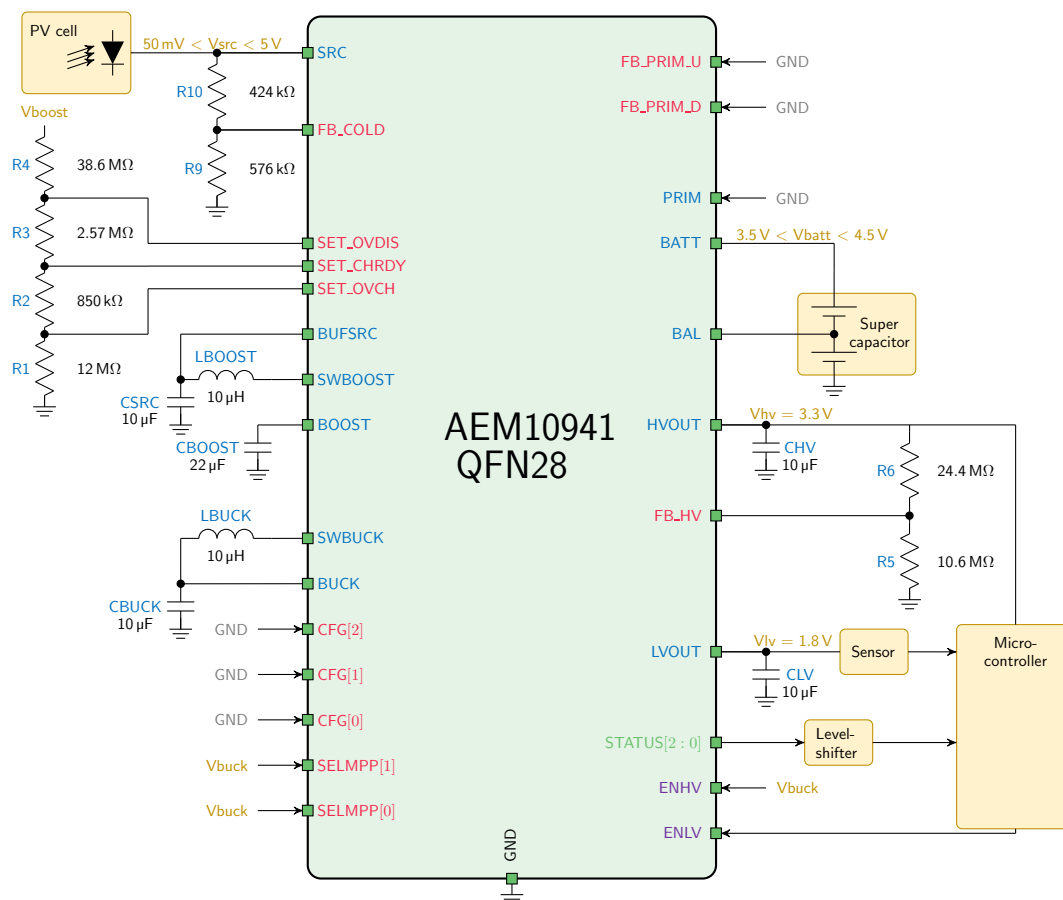 PV cell
50 mV < Vsrc < 5 V
SRC
R10
424 kΩ
FB_COLD
R9
576 kΩ
Vboost
R4
38.6 MΩ
R3
2.57 MΩ
SET_OVDIS
SET_CHRDY
SET_OVCH
R2
850 kΩ
R1
12 MΩ
BUFSRC
LBOOST
10 µH
SWBOOST
CSRC
10 µF
BOOST
CBOOST
22 µF
LBUCK
10 µH
SWBUCK
BUCK
CBUCK
10 µF
GND
CFG[2]
GND
CFG[1]
GND
CFG[0]
Vbuck
SELMPP[1]
Vbuck
SELMPP[0]
AEM10941
QFN28
GND
FB_PRIM_U
GND
FB_PRIM_D
GND
PRIM
GND
BATT
3.5 V < Vbatt < 4.5 V
BAL
Super
capacitor
HVOUT
Vhv = 3.3 V
CHV
10 µF
R6
24.4 MΩ
FB_HV
R5
10.6 MΩ
LVOUT
Vlv = 1.8 V
CLV
10 µF
Sensor
Micro-
controller
STATUS[2 : 0]
Level-
shifter
ENHV
Vbuck
ENLV